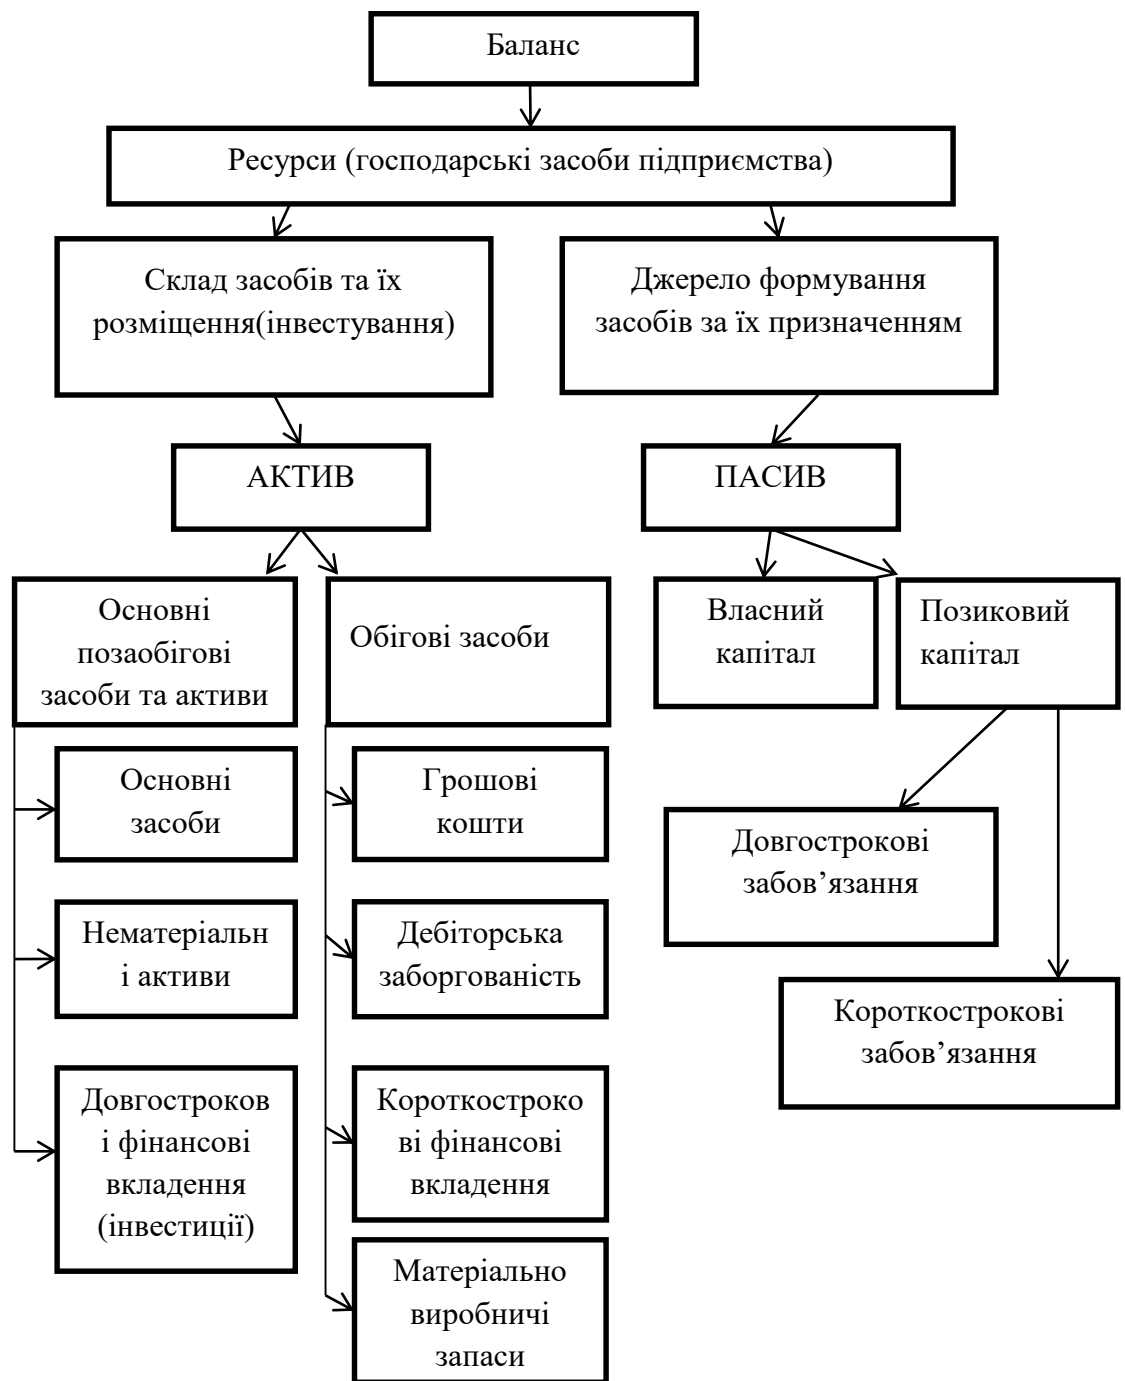 Баланс
Ресурси (господарські засоби підприємства)
Склад засобів та їх
розміщення(інвестування)
Джерело формування
засобів за їх призначенням
АКТИВ
ПАСИВ
Основні
позаобігові
засоби та активи
Обігові засоби
Власний
капітал
Позиковий
капітал
Основні
засоби
Нематеріальн
і активи
Довгостроков
і фінансові
вкладення
(інвестиції)
Грошові
кошти
Дебіторська
заборгованість
Короткостроко
ві фінансові
вкладення
Матеріально
виробничі
запаси
Довгострокові
забов’язання
Короткострокові
забов’язання